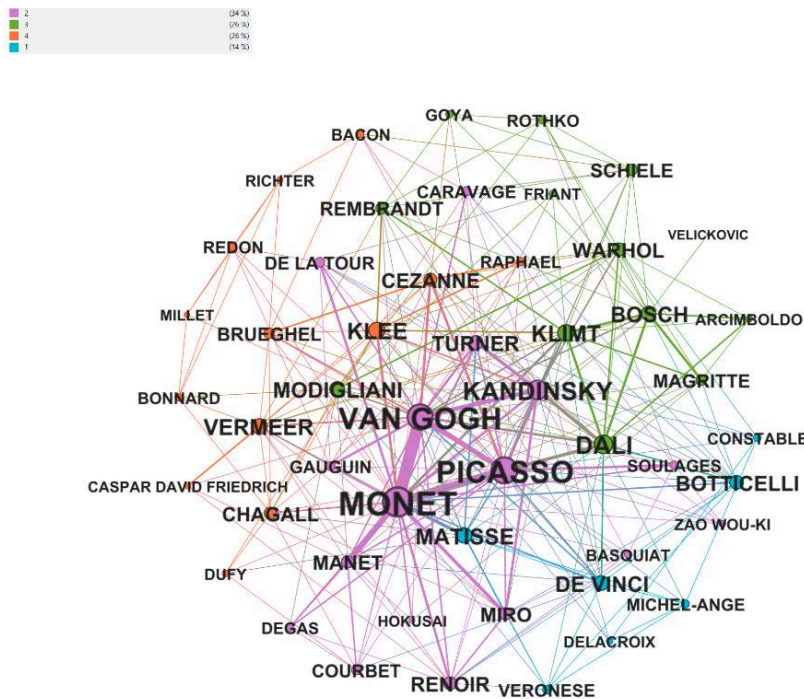 2 (34 %)
3 (26 %)
4 (26 %)
1 (14 %)
GOYA
ROTHKO
BACON
SCHIELE
RICHTER
CARAVAGE
FRIANT
REMBRANDT
VELICKOVIC
REDON
WARHOL
DE LA TOUR
RAPHAEL
CEZANNE
MILLET
BOSCH
ARCIMBOLDO
BRUEGHEL
KLEE
KLIMT
TURNER
MAGRITTE
MODIGLIANI
KANDINSKY
BONNARD
VAN GOGH
VERMEER
DALI
CONSTABLE
GAUGUIN
PICASSO
SOULAGES
CASPAR DAVID FRIEDRICH
BOTTICELLI
MONET
CHAGALL
ZAO WOU-KI
MATISSE
BASQUIAT
MANET
DUFY
DE VINCI
MICHEL-ANGE
MIRO
HOKUSAI
DEGAS
DELACROIX
COURBET
RENOIR
VERONESE